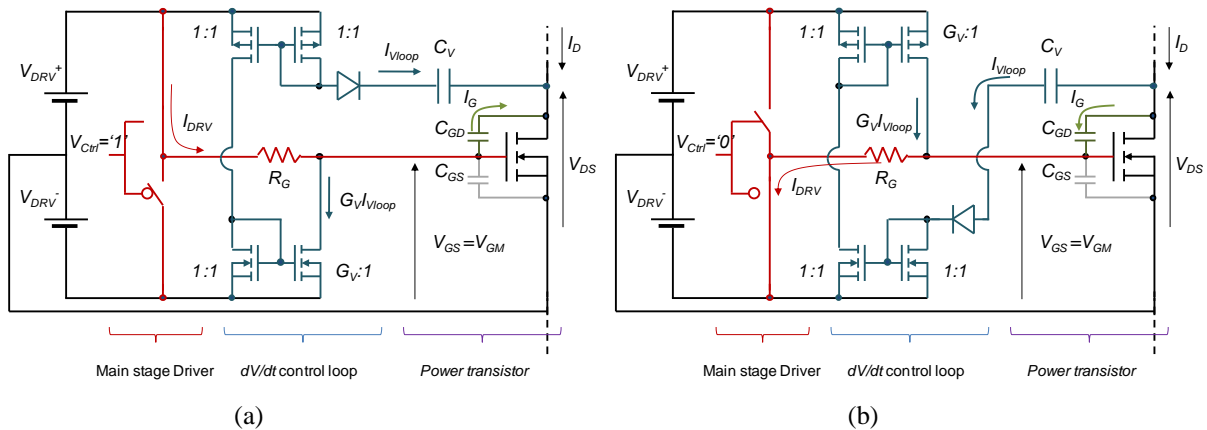 1:1
1:1
I_Vloop
C_V
I_D
V_DRV+
I_DRV
I_G
C_GD
V_Ctrl='1'
V_DS
R_G
C_GS
V_DRV-
G_V I_Vloop
V_GS=V_GM
1:1
G_V:1
Main stage Driver
dV/dt control loop
Power transistor
(a)
1:1
G_V:1
C_V
I_D
I_Vloop
V_DRV+
I_G
G_V I_Vloop
C_GD
V_Ctrl='0'
V_DS
I_DRV
R_G
C_GS
V_DRV-
V_GS=V_GM
1:1
1:1
Main stage Driver
dV/dt control loop
Power transistor
(b)